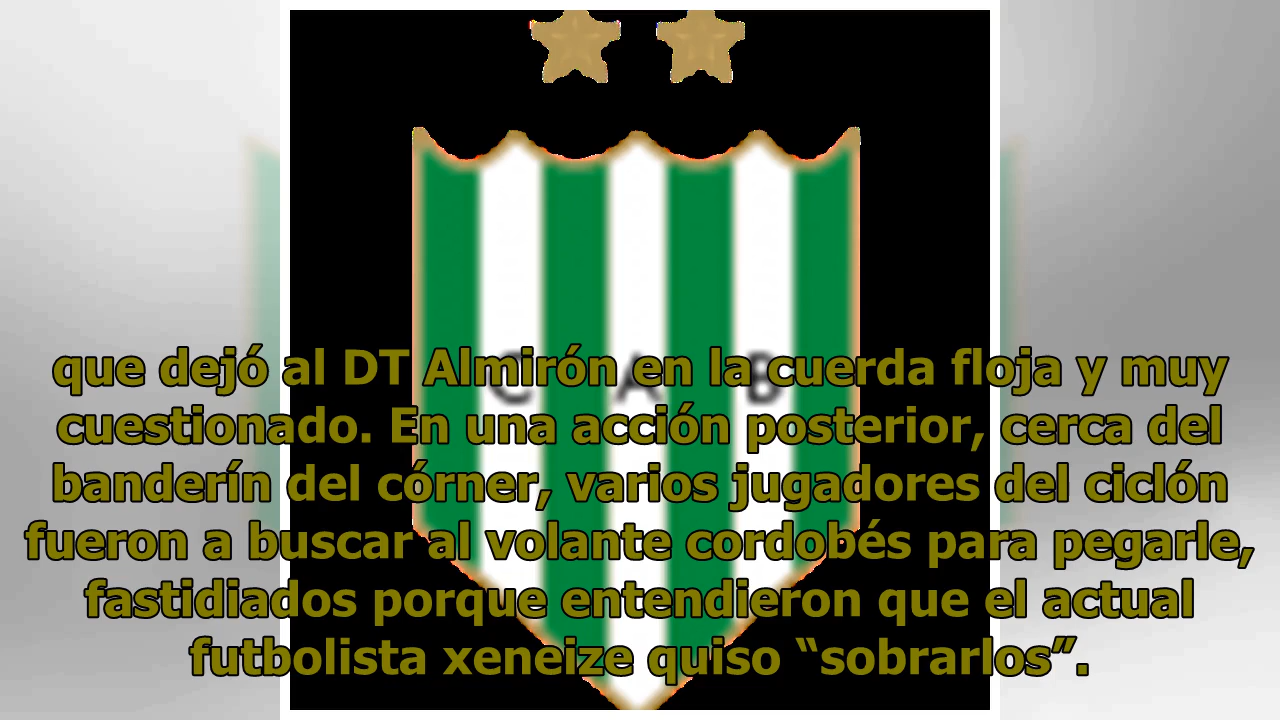 C A B
que dejó al DT Almirón en la cuerda floja y muy
cuestionado. En una acción posterior, cerca del
banderín del córner, varios jugadores del ciclón
fueron a buscar al volante cordobés para pegarle,
fastidiados porque entendieron que el actual
futbolista xeneize quiso “sobrarlos”.